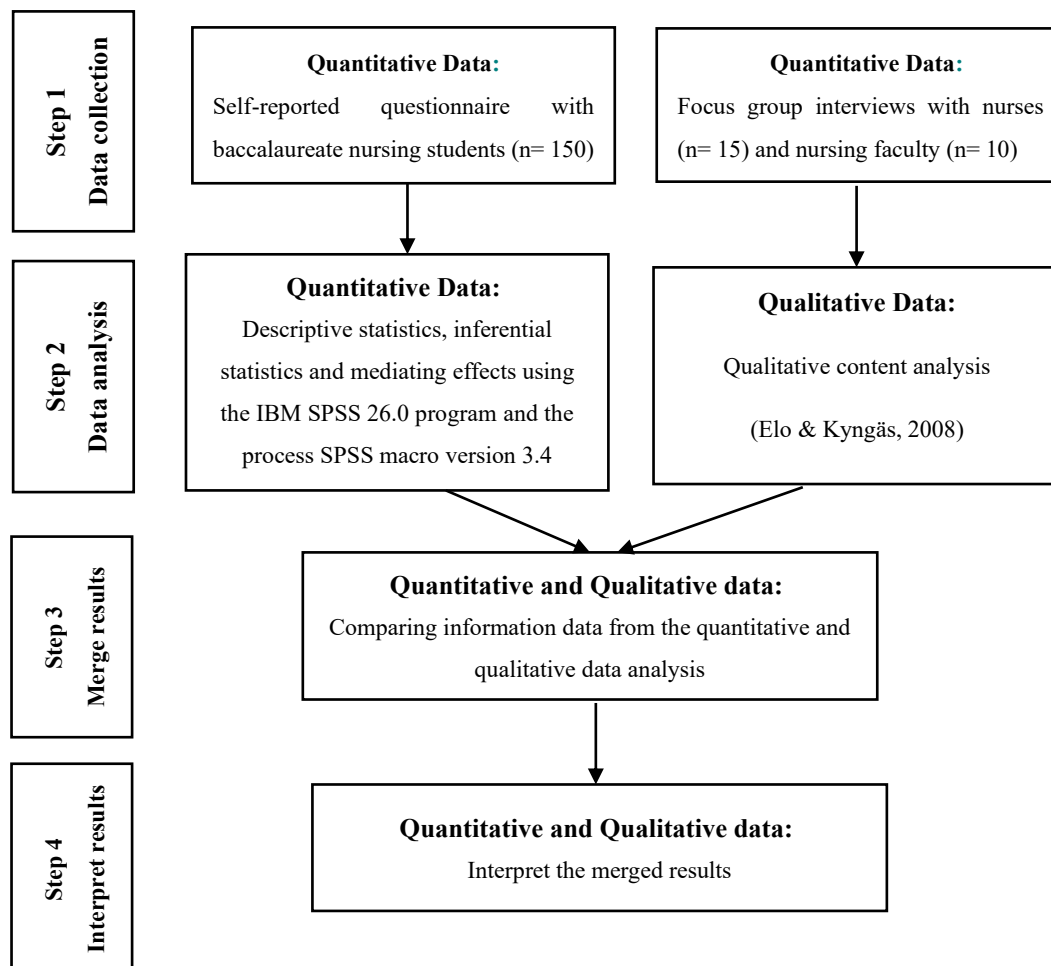 Step 1
Data collection
Quantitative Data:
Self-reported questionnaire with
baccalaureate nursing students (n= 150)
Quantitative Data:
Focus group interviews with nurses
(n= 15) and nursing faculty (n= 10)
Step 2
Data analysis
Quantitative Data:
Descriptive statistics, inferential
statistics and mediating effects using
the IBM SPSS 26.0 program and the
process SPSS macro version 3.4
Qualitative Data:
Qualitative content analysis
(Elo & Kyngäs, 2008)
Step 3
Merge results
Quantitative and Qualitative data:
Comparing information data from the quantitative and
qualitative data analysis
Step 4
Interpret results
Quantitative and Qualitative data:
Interpret the merged results